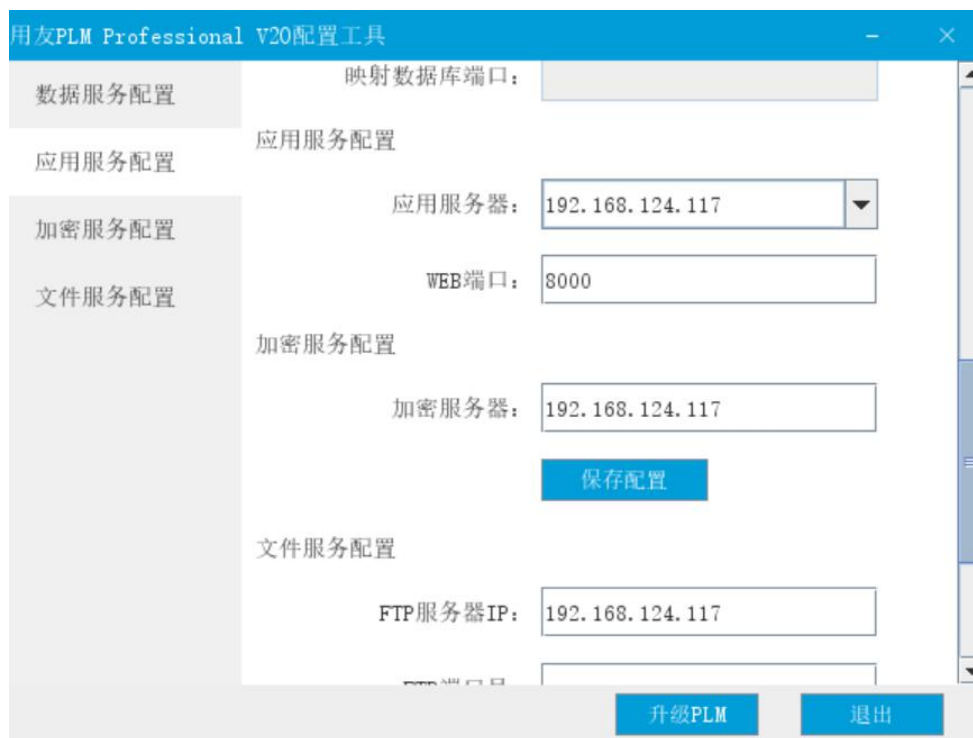 用友PLM Professional V20配置工具
数据服务配置
应用服务配置
加密服务配置
文件服务配置
映射数据库端口：
应用服务配置
应用服务器： 192.168.124.117
WEB端口： 8000
加密服务配置
加密服务器： 192.168.124.117
保存配置
文件服务配置
FTP服务器IP： 192.168.124.117
升级PLM 退出